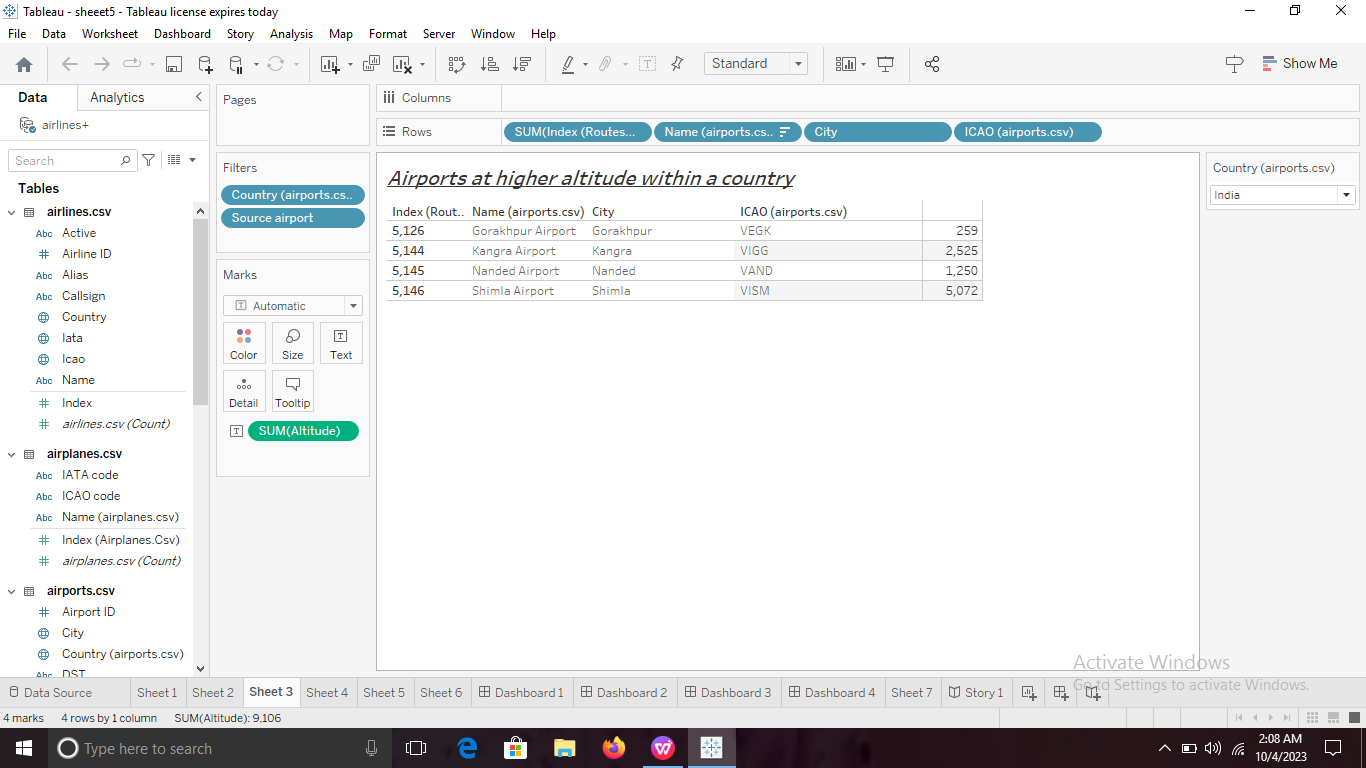 Tableau - sheeet5 - Tableau license expires today
File Data Worksheet Dashboard Story Analysis Map Format Server Window Help
Standard
Show Me
Data Analytics
airlines+
Search
Tables
airlines.csv
Abc Active
Airline ID
Abc Alias
Abc Callsign
Country
Iata
Icao
Abc Name
Index
airlines.csv (Count)
airplanes.csv
Abc IATA code
Abc ICAO code
Abc Name (airplanes.csv)
Index (Airplanes.Csv)
airplanes.csv (Count)
airports.csv
Airport ID
City
Country (airports.csv)
Abc DST
Pages
Filters
Country (airports.cs..
Source airport
Marks
Automatic
Color Size Text
Detail Tooltip
SUM(Altitude)
Columns
Rows SUM(Index (Routes... Name (airports.cs.. City ICAO (airports.csv)
Airports at higher altitude within a country
Index (Rout.. Name (airports.csv) City ICAO (airports.csv)
5,126 Gorakhpur Airport Gorakhpur VEGK 259
5,144 Kangra Airport Kangra VIGG 2,525
5,145 Nanded Airport Nanded VAND 1,250
5,146 Shimla Airport Shimla VISM 5,072
Country (airports.csv)
India
Activate Windows
Go to Settings to activate Windows.
Data Source Sheet 1 Sheet 2 Sheet 3 Sheet 4 Sheet 5 Sheet 6 Dashboard 1 Dashboard 2 Dashboard 3 Dashboard 4 Sheet 7 Story 1
4 marks 4 rows by 1 column SUM(Altitude): 9,106
Type here to search
2:08 AM
10/4/2023